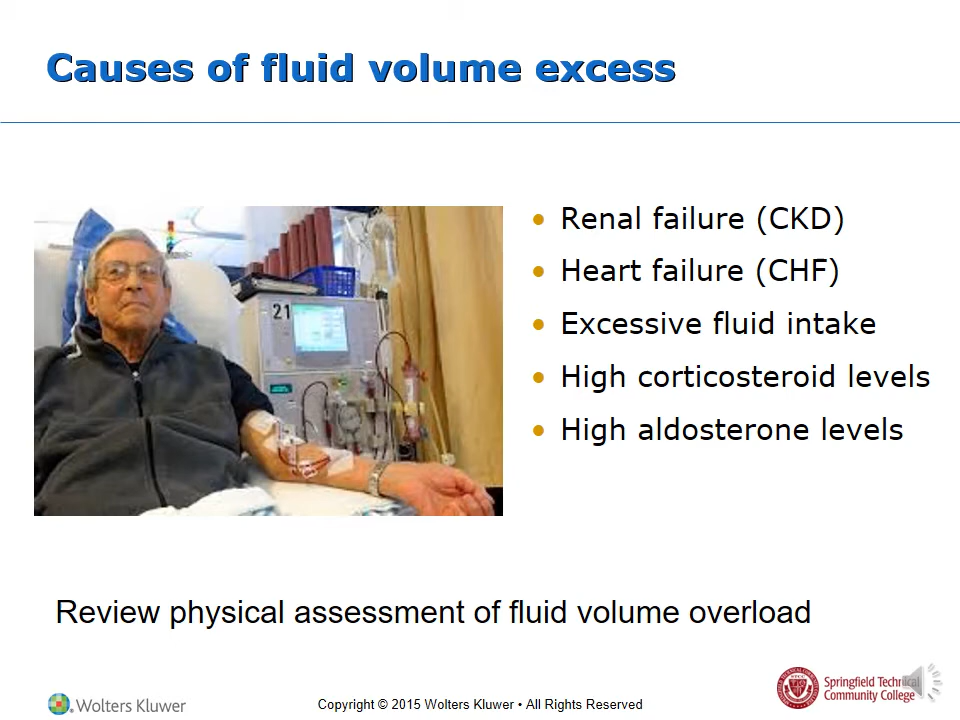 Causes of fluid volume excess
21
• Renal failure (CKD)
• Heart failure (CHF)
• Excessive fluid intake
• High corticosteroid levels
• High aldosterone levels
Review physical assessment of fluid volume overload
Wolters Kluwer
Copyright © 2015 Wolters Kluwer • All Rights Reserved
Springfield Technical
Community College